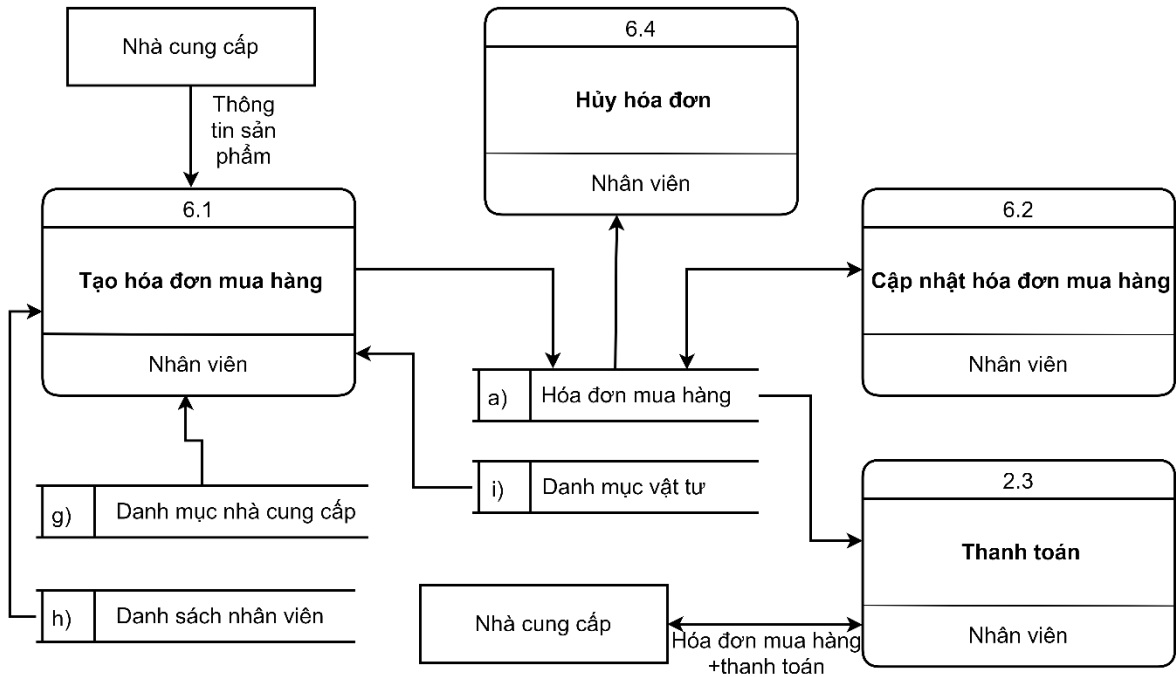 Nhà cung cấp
Thông
tin sản
phẩm
6.4
Hủy hóa đơn
Nhân viên
6.1
Tạo hóa đơn mua hàng
Nhân viên
6.2
Cập nhật hóa đơn mua hàng
Nhân viên
a) Hóa đơn mua hàng
i) Danh mục vật tư
g) Danh mục nhà cung cấp
h) Danh sách nhân viên
2.3
Thanh toán
Nhân viên
Nhà cung cấp
Hóa đơn mua hàng
+thanh toán